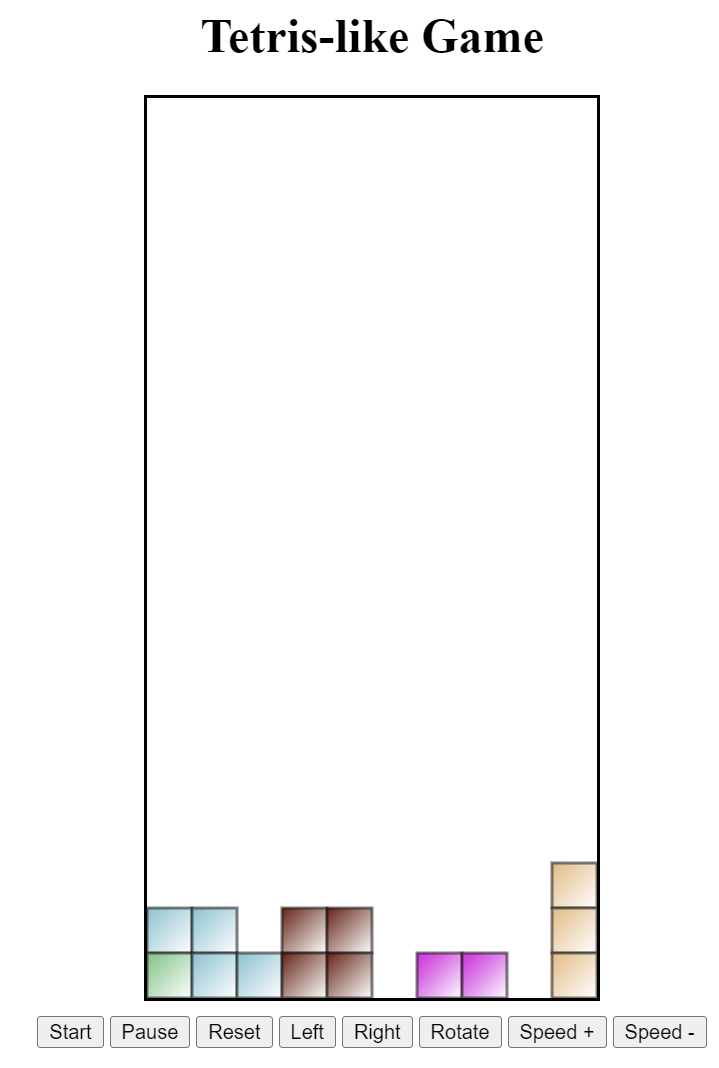 Tetris-like Game
Start Pause Reset Left Right Rotate Speed + Speed -